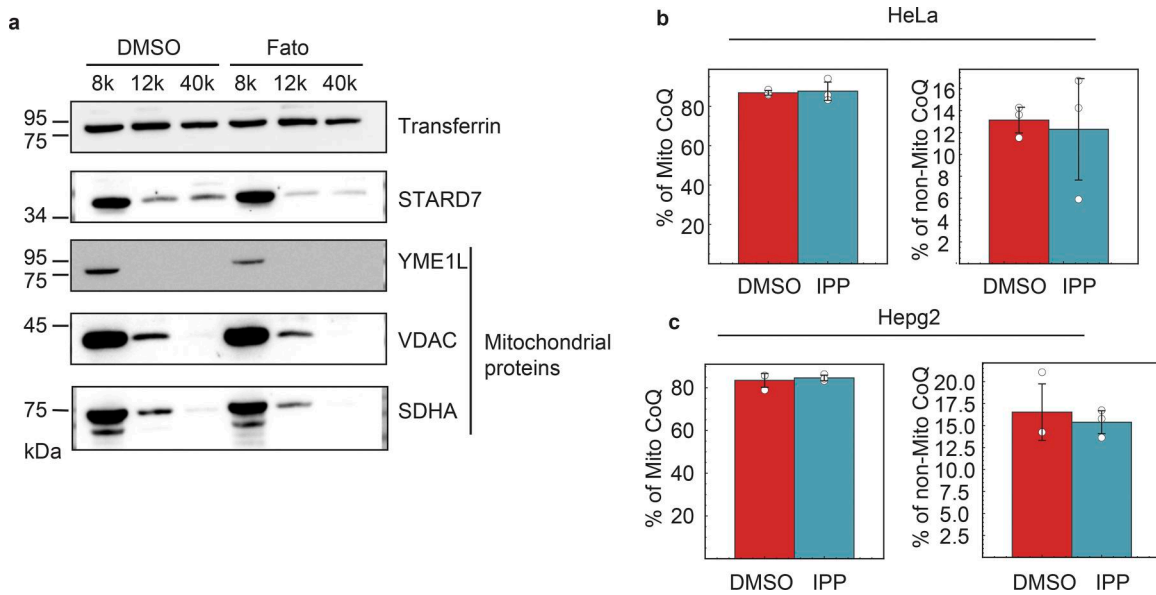 a
DMSO Fato
8k 12k 40k 8k 12k 40k
95
75
Transferrin
34
STARD7
95
75
YME1L
45
VDAC
Mitochondrial
proteins
75
SDHA
kDa
b
HeLa
% of Mito CoQ
80
60
40
20
DMSO IPP
% of non-Mito CoQ
16
14
12
10
8
6
4
2
DMSO IPP
c
Hepg2
% of Mito CoQ
80
60
40
20
DMSO IPP
% of non-Mito CoQ
20.0
17.5
15.0
12.5
10.0
7.5
5.0
2.5
DMSO IPP